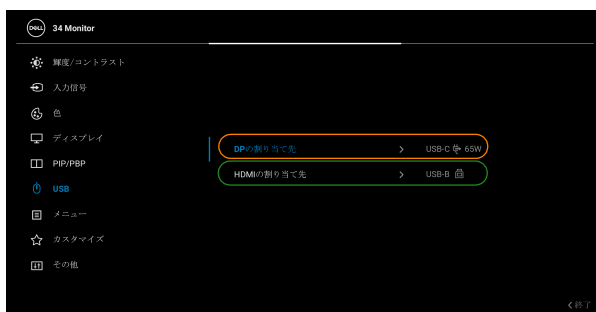 DELL 34 Monitor
輝度/コントラスト
入力信号
色
ディスプレイ
DPの割り当て先 > USB-C 65W
PIP/PBP
HDMIの割り当て先 > USB-B
USB
メニュー
カスタマイズ
その他
終了